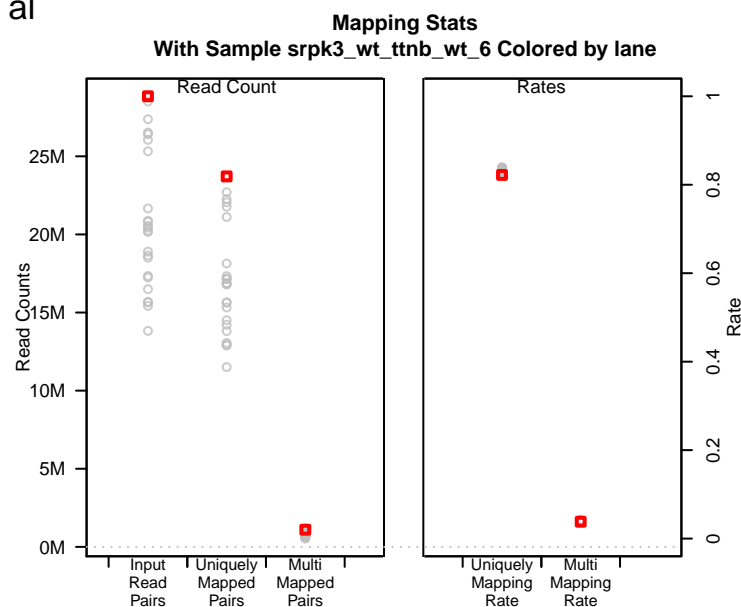 al
Mapping Stats
With Sample srpk3_wt_ttnb_wt_6 Colored by lane
Read Count
Rates
Read Counts
25M
20M
15M
10M
5M
0M
1
0.8
0.6
0.4
0.2
0
Rate
Input
Read
Pairs
Uniquely
Mapped
Pairs
Multi
Mapped
Pairs
Uniquely
Mapping
Rate
Multi
Mapping
Rate